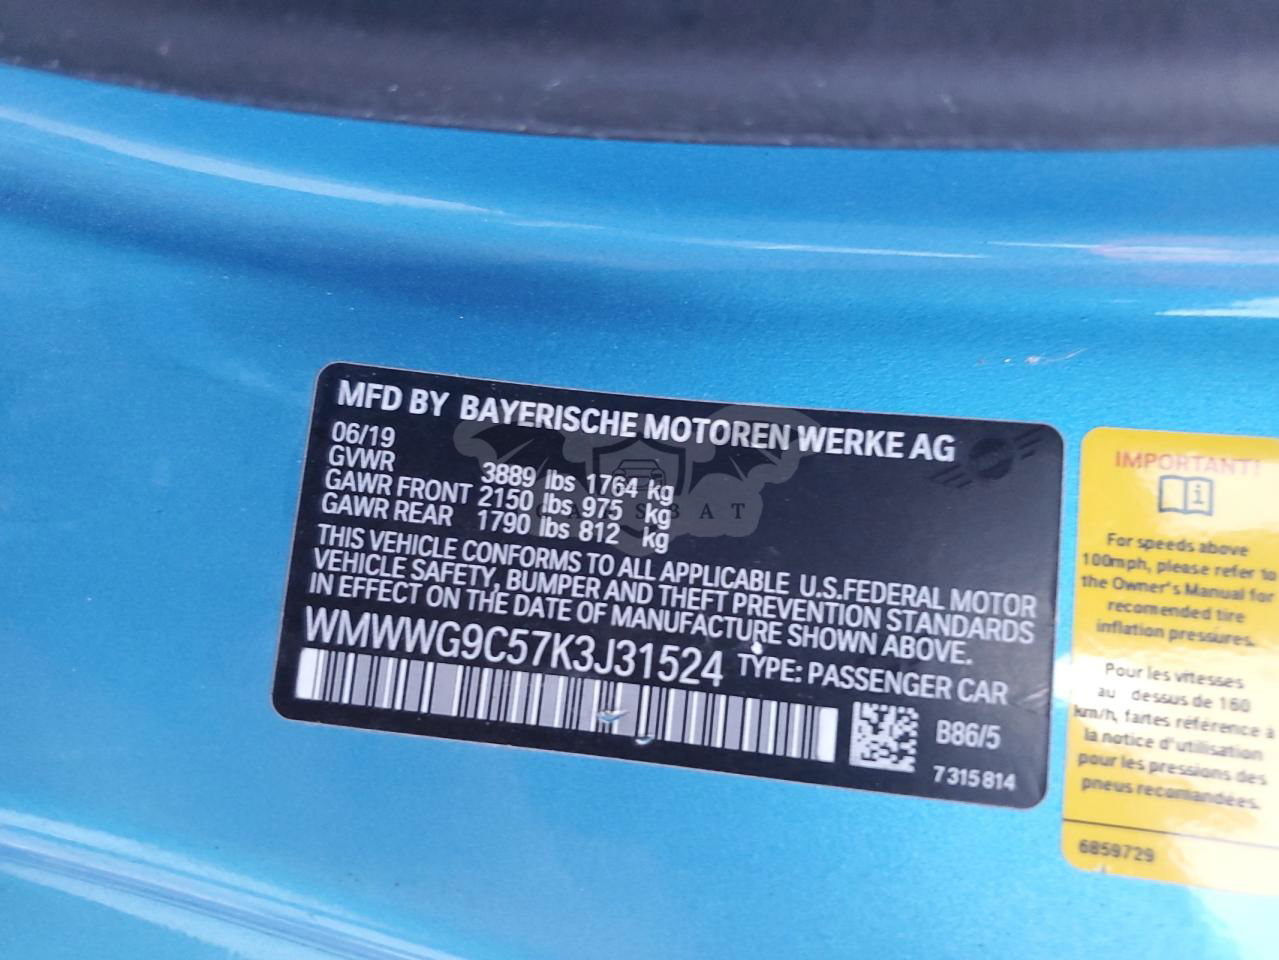 MFD BY BAYERISCHE MOTOREN WERKE AG
06/19
GVWR 3889 lbs 1764 kg
GAWR FRONT 2150 lbs 975 kg
GAWR REAR 1790 lbs 812 kg
THIS VEHICLE CONFORMS TO ALL APPLICABLE U.S.FEDERAL MOTOR
VEHICLE SAFETY, BUMPER AND THEFT PREVENTION STANDARDS
IN EFFECT ON THE DATE OF MANUFACTURE SHOWN ABOVE.
WMWWG9C57K3J31524 TYPE: PASSENGER CAR
B86/5
7 315 814
CARSBAT
IMPORTANT!
For speeds above
100mph, please refer to
the Owner's Manual for
recomended tire
inflation pressures.
Pour les vitesses
au dessus de 160
km/h, faites référence à
la notice d'utilisation
pour les pressions des
pneus recomandées.
6859729